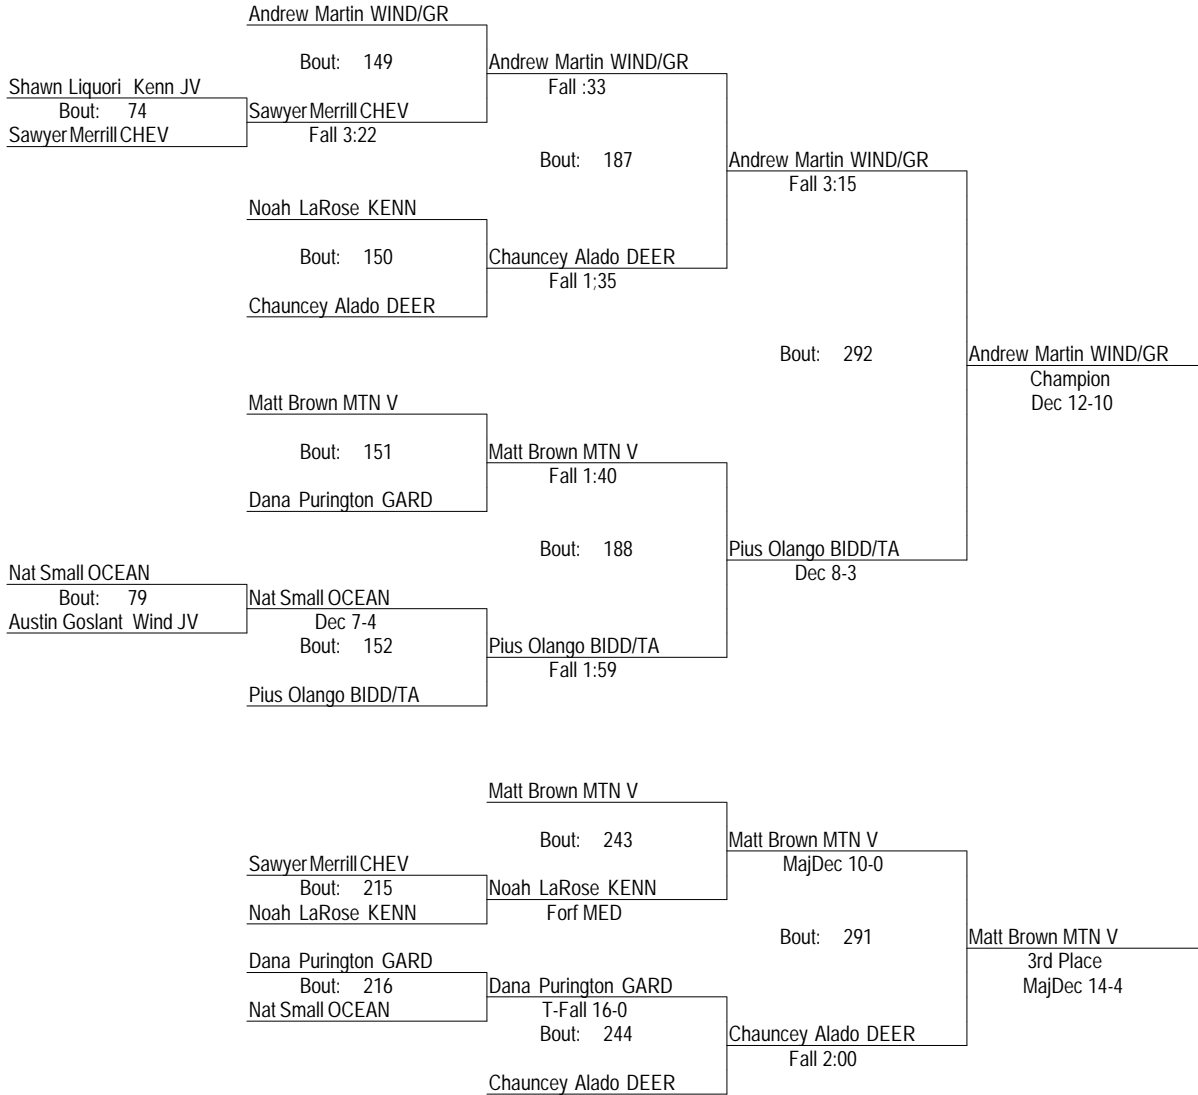 Andrew Martin WIND/GR
Bout: 149
Andrew Martin WIND/GR
Fall :33
Shawn Liquori Kenn JV
Bout: 74
Sawyer Merrill CHEV
Sawyer Merrill CHEV
Fall 3:22
Bout: 187
Andrew Martin WIND/GR
Fall 3:15
Noah LaRose KENN
Bout: 150
Chauncey Alado DEER
Fall 1;35
Chauncey Alado DEER
Bout: 292
Andrew Martin WIND/GR
Champion
Dec 12-10
Matt Brown MTN V
Bout: 151
Matt Brown MTN V
Fall 1:40
Dana Purington GARD
Bout: 188
Pius Olango BIDD/TA
Dec 8-3
Nat Small OCEAN
Bout: 79
Austin Goslant Wind JV
Nat Small OCEAN
Dec 7-4
Bout: 152
Pius Olango BIDD/TA
Fall 1:59
Pius Olango BIDD/TA
Matt Brown MTN V
Bout: 243
Matt Brown MTN V
MajDec 10-0
Sawyer Merrill CHEV
Bout: 215
Noah LaRose KENN
Noah LaRose KENN
Forf MED
Bout: 291
Matt Brown MTN V
3rd Place
MajDec 14-4
Dana Purington GARD
Bout: 216
Nat Small OCEAN
Dana Purington GARD
T-Fall 16-0
Bout: 244
Chauncey Alado DEER
Fall 2:00
Chauncey Alado DEER